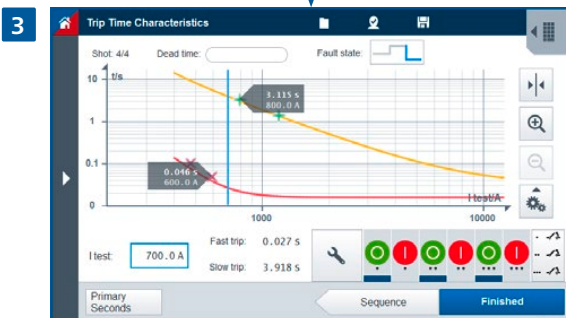 3
Trip Time Characteristics
Shot: 4/4
Dead time:
Fault state:
10
t/s
3.115 s
800.0 A
1
0.1
0.046 s
600.0 A
0
I test/A
1000
10000
I test:
700.0 A
Fast trip: 0.027 s
Slow trip: 3.918 s
Primary
Seconds
Sequence
Finished